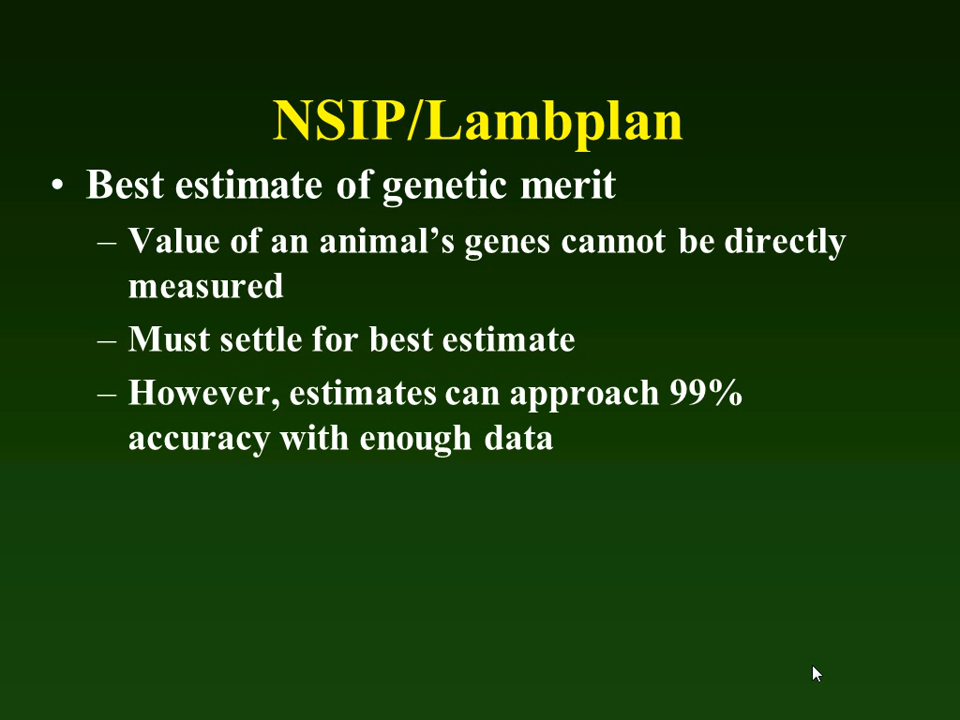 NSIP/Lambplan
• Best estimate of genetic merit
– Value of an animal’s genes cannot be directly
measured
– Must settle for best estimate
– However, estimates can approach 99%
accuracy with enough data